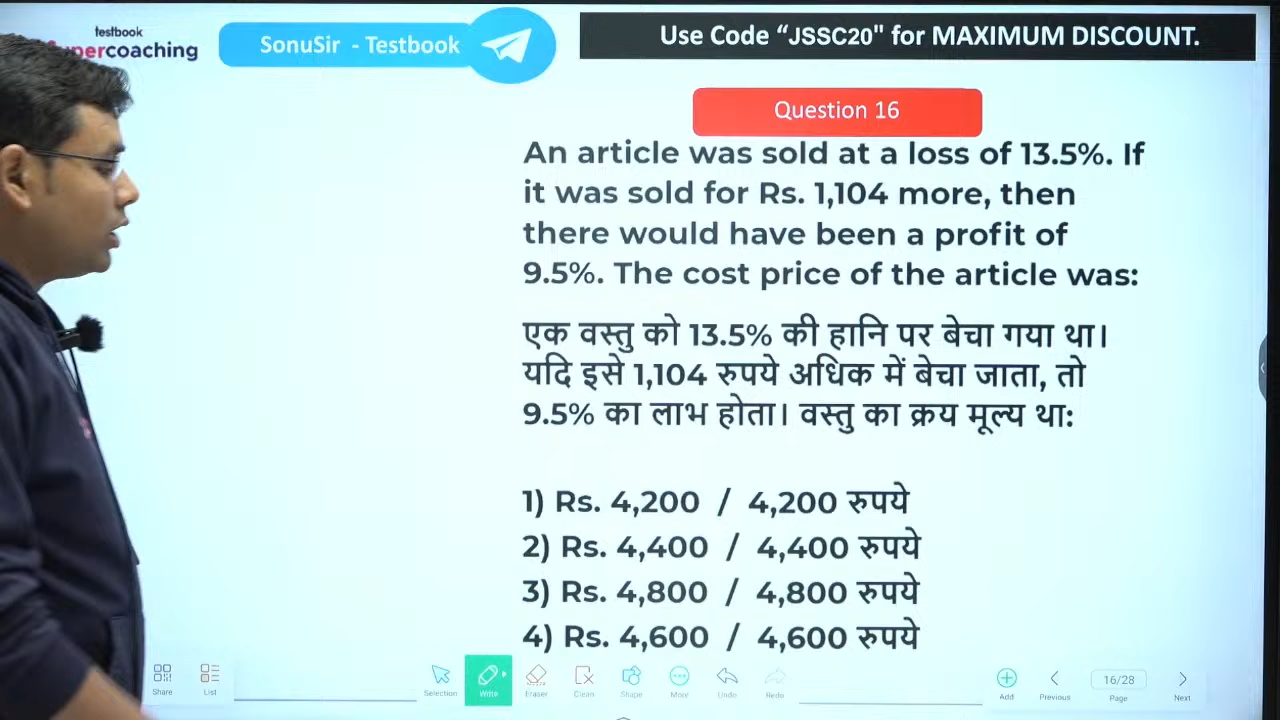 testbook
coaching
SonuSir - Testbook
Use Code “JSSC20" for MAXIMUM DISCOUNT.
Question 16
An article was sold at a loss of 13.5%. If
it was sold for Rs. 1,104 more, then
there would have been a profit of
9.5%. The cost price of the article was:
एक वस्तु को 13.5% की हानि पर बेचा गया था।
यदि इसे 1,104 रुपये अधिक में बेचा जाता, तो
9.5% का लाभ होता। वस्तु का क्रय मूल्य था:
1) Rs. 4,200 / 4,200 रुपये
2) Rs. 4,400 / 4,400 रुपये
3) Rs. 4,800 / 4,800 रुपये
4) Rs. 4,600 / 4,600 रुपये
Share List Selection Write Eraser Clean Shape More Undo Redo Add Previous 16/28 Page Next